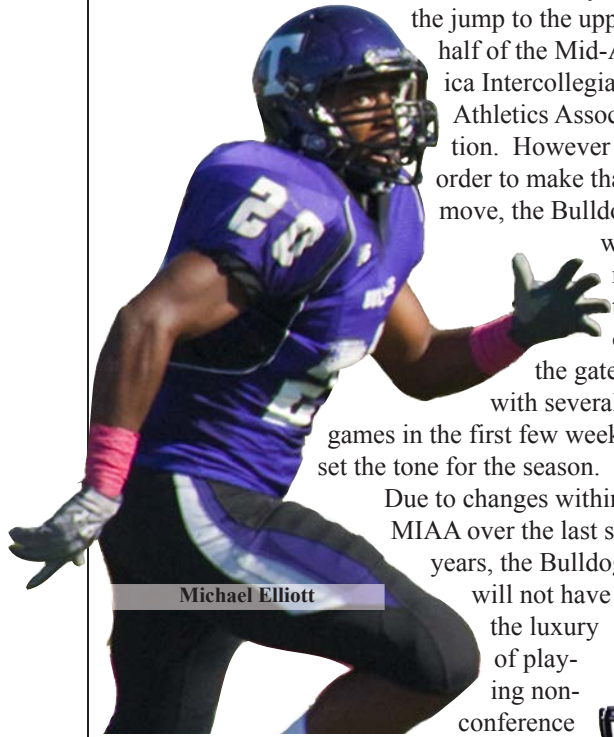 the jump to the upp
half of the Mid-A
ica Intercollegia
Athletics Assoc
tion. However
order to make tha
move, the Bulldo
w
the gate
with several
games in the first few week
set the tone for the season.
Due to changes within
MIAA over the last s
years, the Bulldog
will not have
the luxury
of play-
ing non-
conference
T
20
Michael Elliott